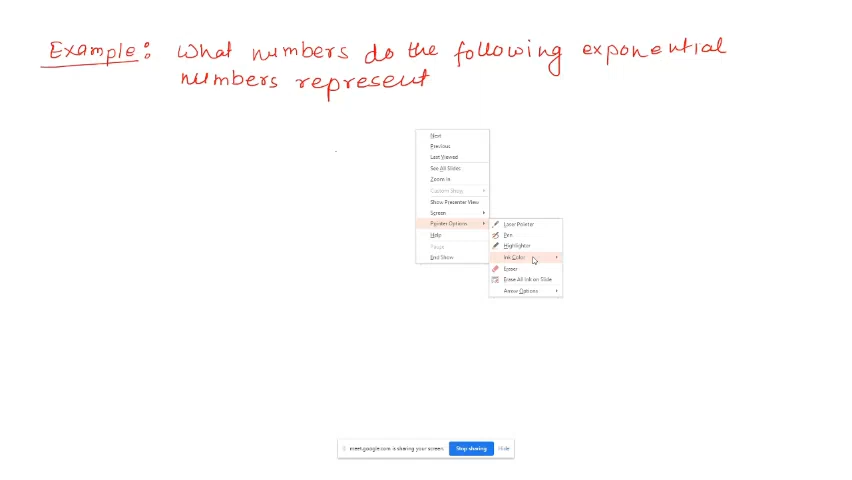 Example: What numbers do the following exponential
numbers represent
Next
Previous
Last Viewed
See All Slides
Zoom In
Custom Show
Show Presenter View
Screen
Pointer Options
Help
Pause
End Show
Laser Pointer
Pen
Highlighter
Ink Color
Eraser
Erase All Ink on Slide
Arrow Options
meet.google.com is sharing your screen. Stop sharing Hide